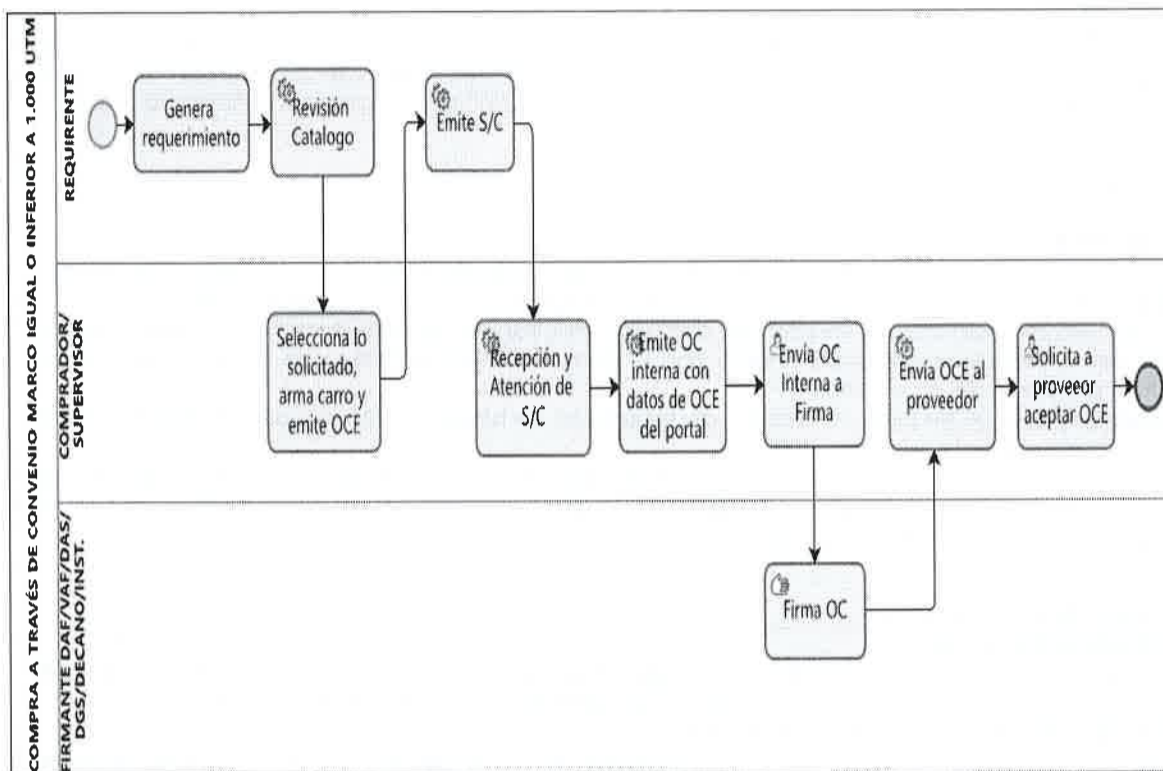 COMPRA A TRAVÉS DE CONVENIO MARCO IGUAL O INFERIOR A 1.000 UTM
REQUIRENTE
Genera
requerimiento
Revisión
Catalogo
Emite S/C
COMPRADOR/
SUPERVISOR
Selecciona lo
solicitado,
arma carro y
emite OCE
Recepción y
Atención de
S/C
Emite OC
interna con
datos de OCE
del portal
Envía OC
Interna a
Firma
Envía OCE al
proveedor
Solicita a
proveeor
aceptar OCE
FIRMANTE DAF/VAF/DAS/
DGS/DECANO/INST.
Firma OC